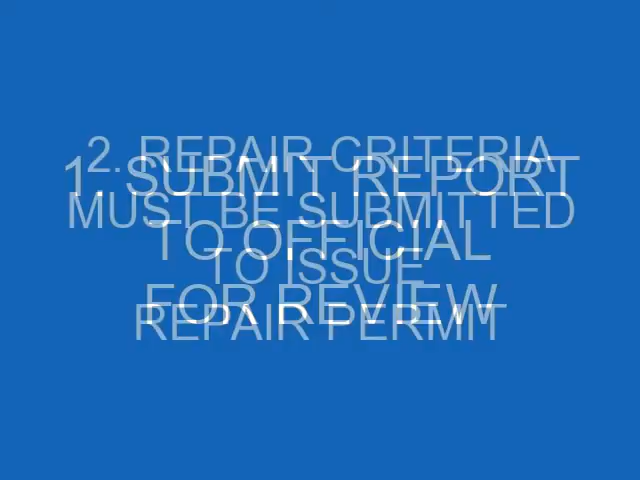 1. SUBMIT REPORT
TO OFFICIAL
FOR REVIEW
2. REPAIR CRITERIA
MUST BE SUBMITTED
TO ISSUE
REPAIR PERMIT